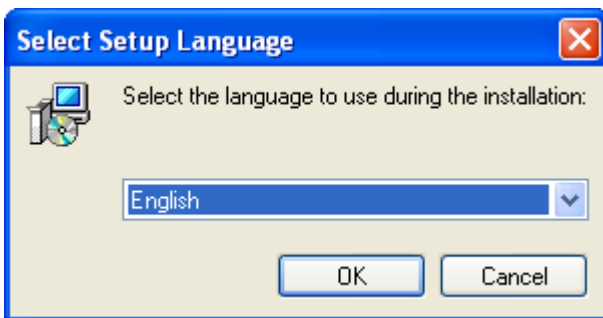 Select Setup Language
Select the language to use during the installation:
English
OK
Cancel